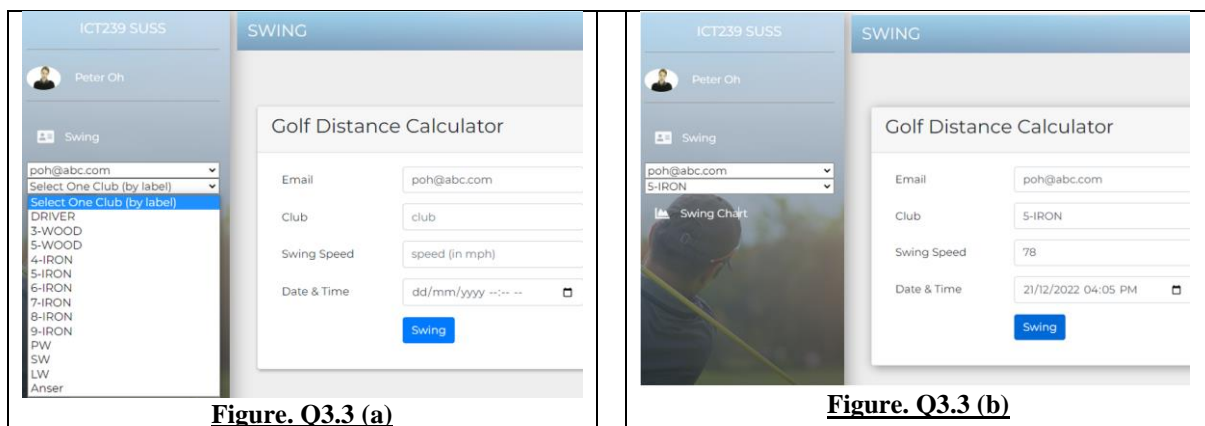 ICT239 SUSS
SWING
Peter Oh
Swing
poh@abc.com
Select One Club (by label)
Select One Club (by label)
DRIVER
3-WOOD
5-WOOD
4-IRON
5-IRON
6-IRON
7-IRON
8-IRON
9-IRON
PW
SW
LW
Anser
Golf Distance Calculator
Email poh@abc.com
Club club
Swing Speed speed (in mph)
Date & Time dd/mm/yyyy --:-- --
Swing
Figure. Q3.3 (a)
ICT239 SUSS
SWING
Peter Oh
Swing
poh@abc.com
5-IRON
Swing Chart
Golf Distance Calculator
Email poh@abc.com
Club 5-IRON
Swing Speed 78
Date & Time 21/12/2022 04:05 PM
Swing
Figure. Q3.3 (b)